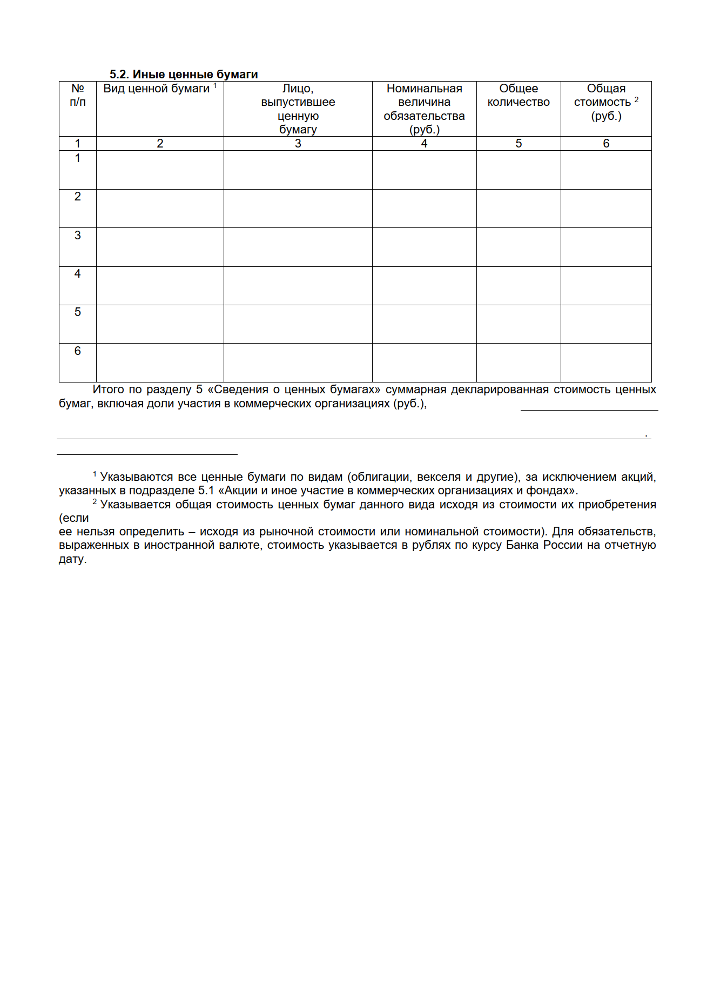 5.2. Иные ценные бумаги
№ п/п Вид ценной бумаги 1 Лицо, выпустившее ценную бумагу Номинальная величина обязательства (руб.) Общее количество Общая стоимость 2 (руб.)
1 2 3 4 5 6
1
2
3
4
5
6
Итого по разделу 5 «Сведения о ценных бумагах» суммарная декларированная стоимость ценных
бумаг, включая доли участия в коммерческих организациях (руб.),
.
1 Указываются все ценные бумаги по видам (облигации, векселя и другие), за исключением акций,
указанных в подразделе 5.1 «Акции и иное участие в коммерческих организациях и фондах».
2 Указывается общая стоимость ценных бумаг данного вида исходя из стоимости их приобретения
(если
ее нельзя определить – исходя из рыночной стоимости или номинальной стоимости). Для обязательств,
выраженных в иностранной валюте, стоимость указывается в рублях по курсу Банка России на отчетную
дату.